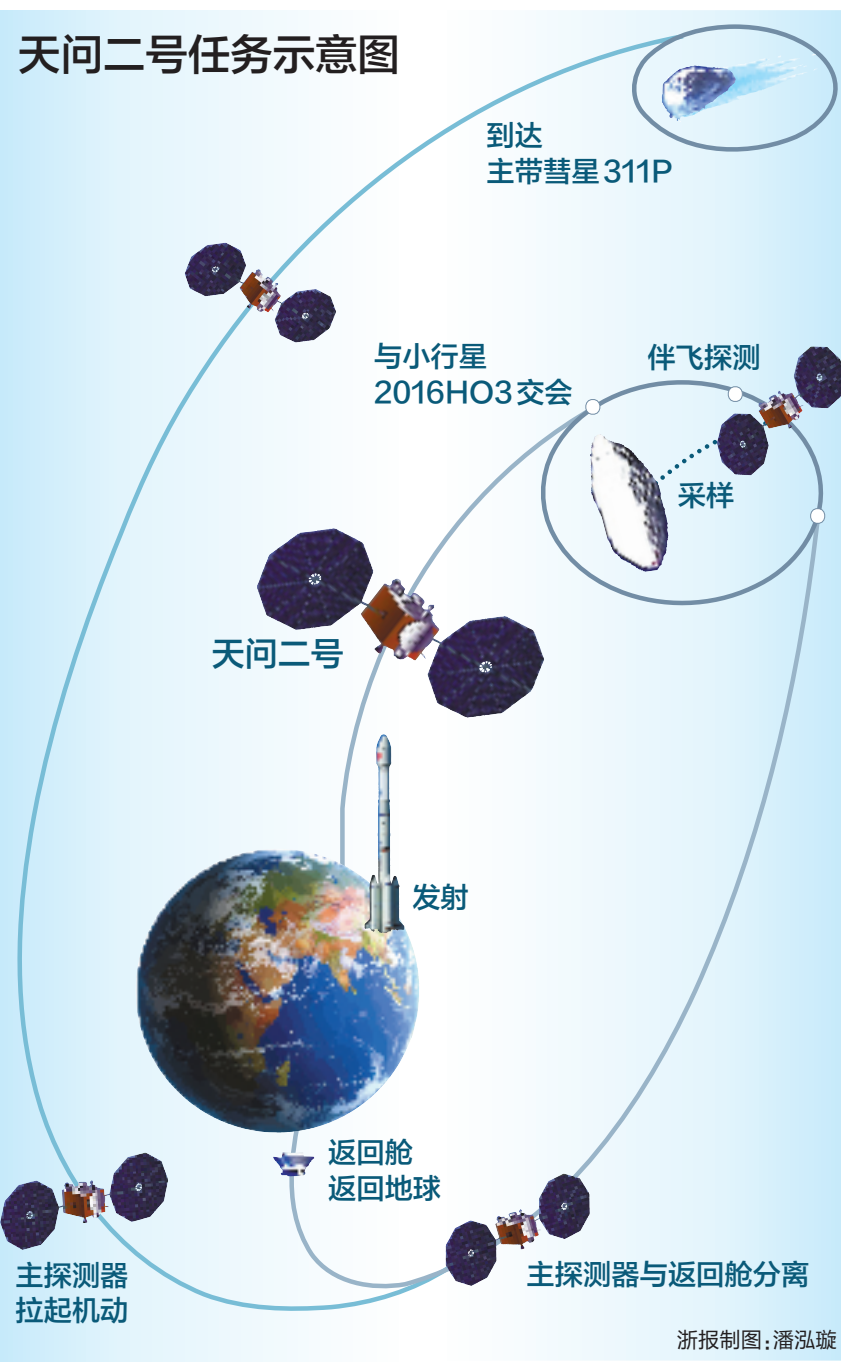 天问二号任务示意图
到达
主带彗星311P
与小行星
2016HO3交会
伴飞探测
采样
天问二号
发射
返回舱
返回地球
主探测器
拉起机动
主探测器与返回舱分离
浙报制图:潘泓璇